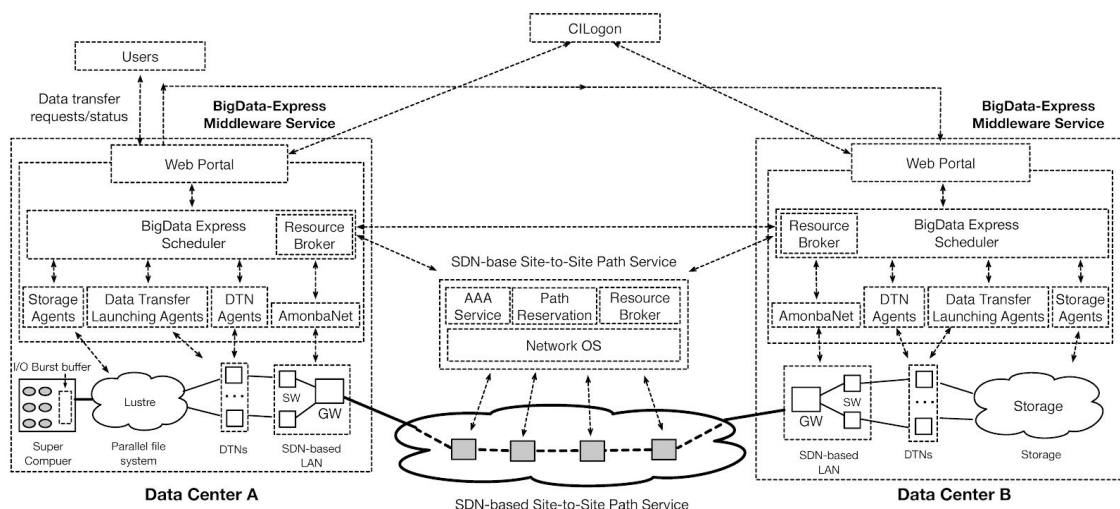 CILogon
Users
Data transfer
requests/status
BigData-Express
Middleware Service
BigData-Express
Middleware Service
Web Portal
Web Portal
BigData Express
Scheduler
Resource
Broker
Resource
Broker
BigData Express
Scheduler
SDN-base Site-to-Site Path Service
AAA
Service
Path
Reservation
Resource
Broker
Network OS
Storage
Agents
Data Transfer
Launching Agents
DTN
Agents
AmonbaNet
AmonbaNet
DTN
Agents
Data Transfer
Launching Agents
Storage
Agents
I/O Burst buffer
Lustre
SW
GW
GW
SW
Storage
Super
Compuer
Parallel file
system
DTNs
SDN-based
LAN
SDN-based
LAN
DTNs
Storage
Data Center A
SDN-based Site-to-Site Path Service
Data Center B